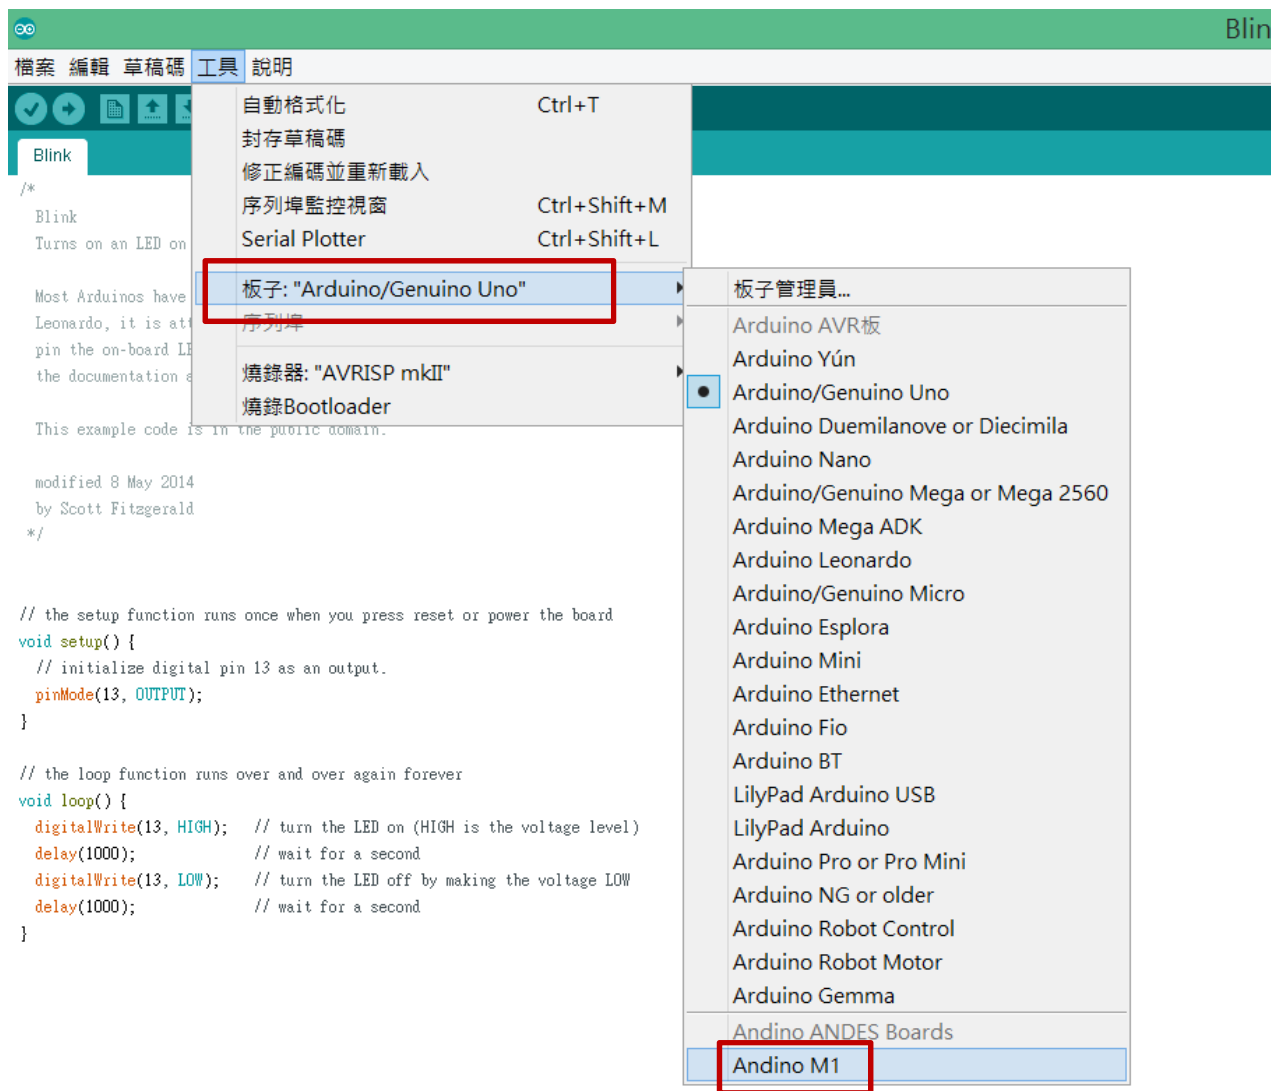 Blin
檔案 編輯 草稿碼 工具 說明
自動格式化 Ctrl+T
封存草稿碼
修正編碼並重新載入
序列埠監控視窗 Ctrl+Shift+M
Serial Plotter Ctrl+Shift+L
板子: "Arduino/Genuino Uno"
序列埠
燒錄器: "AVRISP mkII"
燒錄Bootloader
板子管理員...
Arduino AVR板
Arduino Yún
Arduino/Genuino Uno
Arduino Duemilanove or Diecimila
Arduino Nano
Arduino/Genuino Mega or Mega 2560
Arduino Mega ADK
Arduino Leonardo
Arduino/Genuino Micro
Arduino Esplora
Arduino Mini
Arduino Ethernet
Arduino Fio
Arduino BT
LilyPad Arduino USB
LilyPad Arduino
Arduino Pro or Pro Mini
Arduino NG or older
Arduino Robot Control
Arduino Robot Motor
Arduino Gemma
Andino ANDES Boards
Andino M1
Blink
/*
Blink
Turns on an LED on
Most Arduinos have
Leonardo, it is att
pin the on-board LE
the documentation a
This example code is in the public domain.
modified 8 May 2014
by Scott Fitzgerald
*/
// the setup function runs once when you press reset or power the board
void setup() {
// initialize digital pin 13 as an output.
pinMode(13, OUTPUT);
}
// the loop function runs over and over again forever
void loop() {
digitalWrite(13, HIGH); // turn the LED on (HIGH is the voltage level)
delay(1000); // wait for a second
digitalWrite(13, LOW); // turn the LED off by making the voltage LOW
delay(1000); // wait for a second
}